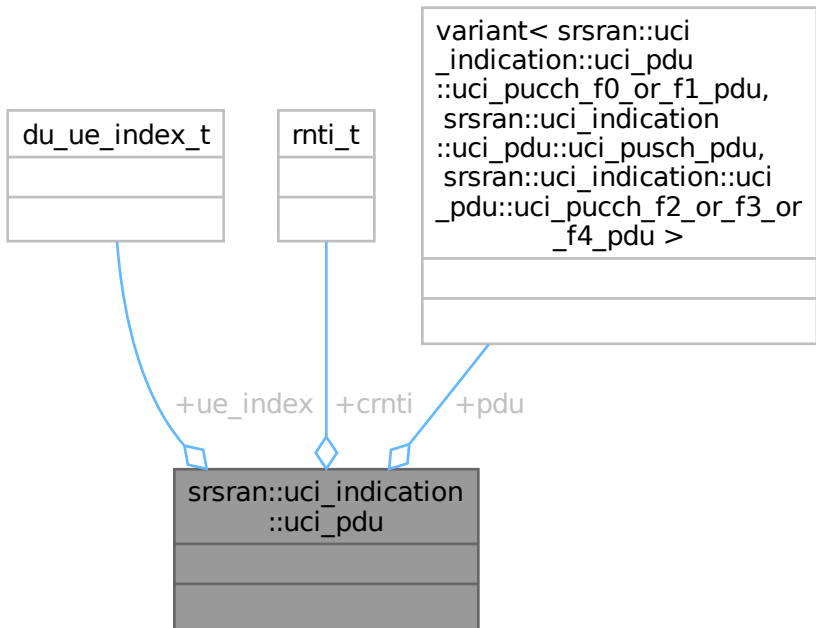 variant< srsran::uci
_indication::uci_pdu
::uci_pucch_f0_or_f1_pdu,
srsran::uci_indication
::uci_pdu::uci_pusch_pdu,
srsran::uci_indication::uci
_pdu::uci_pucch_f2_or_f3_or
_f4_pdu >
du_ue_index_t
rnti_t
+ue_index
+crnti
+pdu
srsran::uci_indication
::uci_pdu